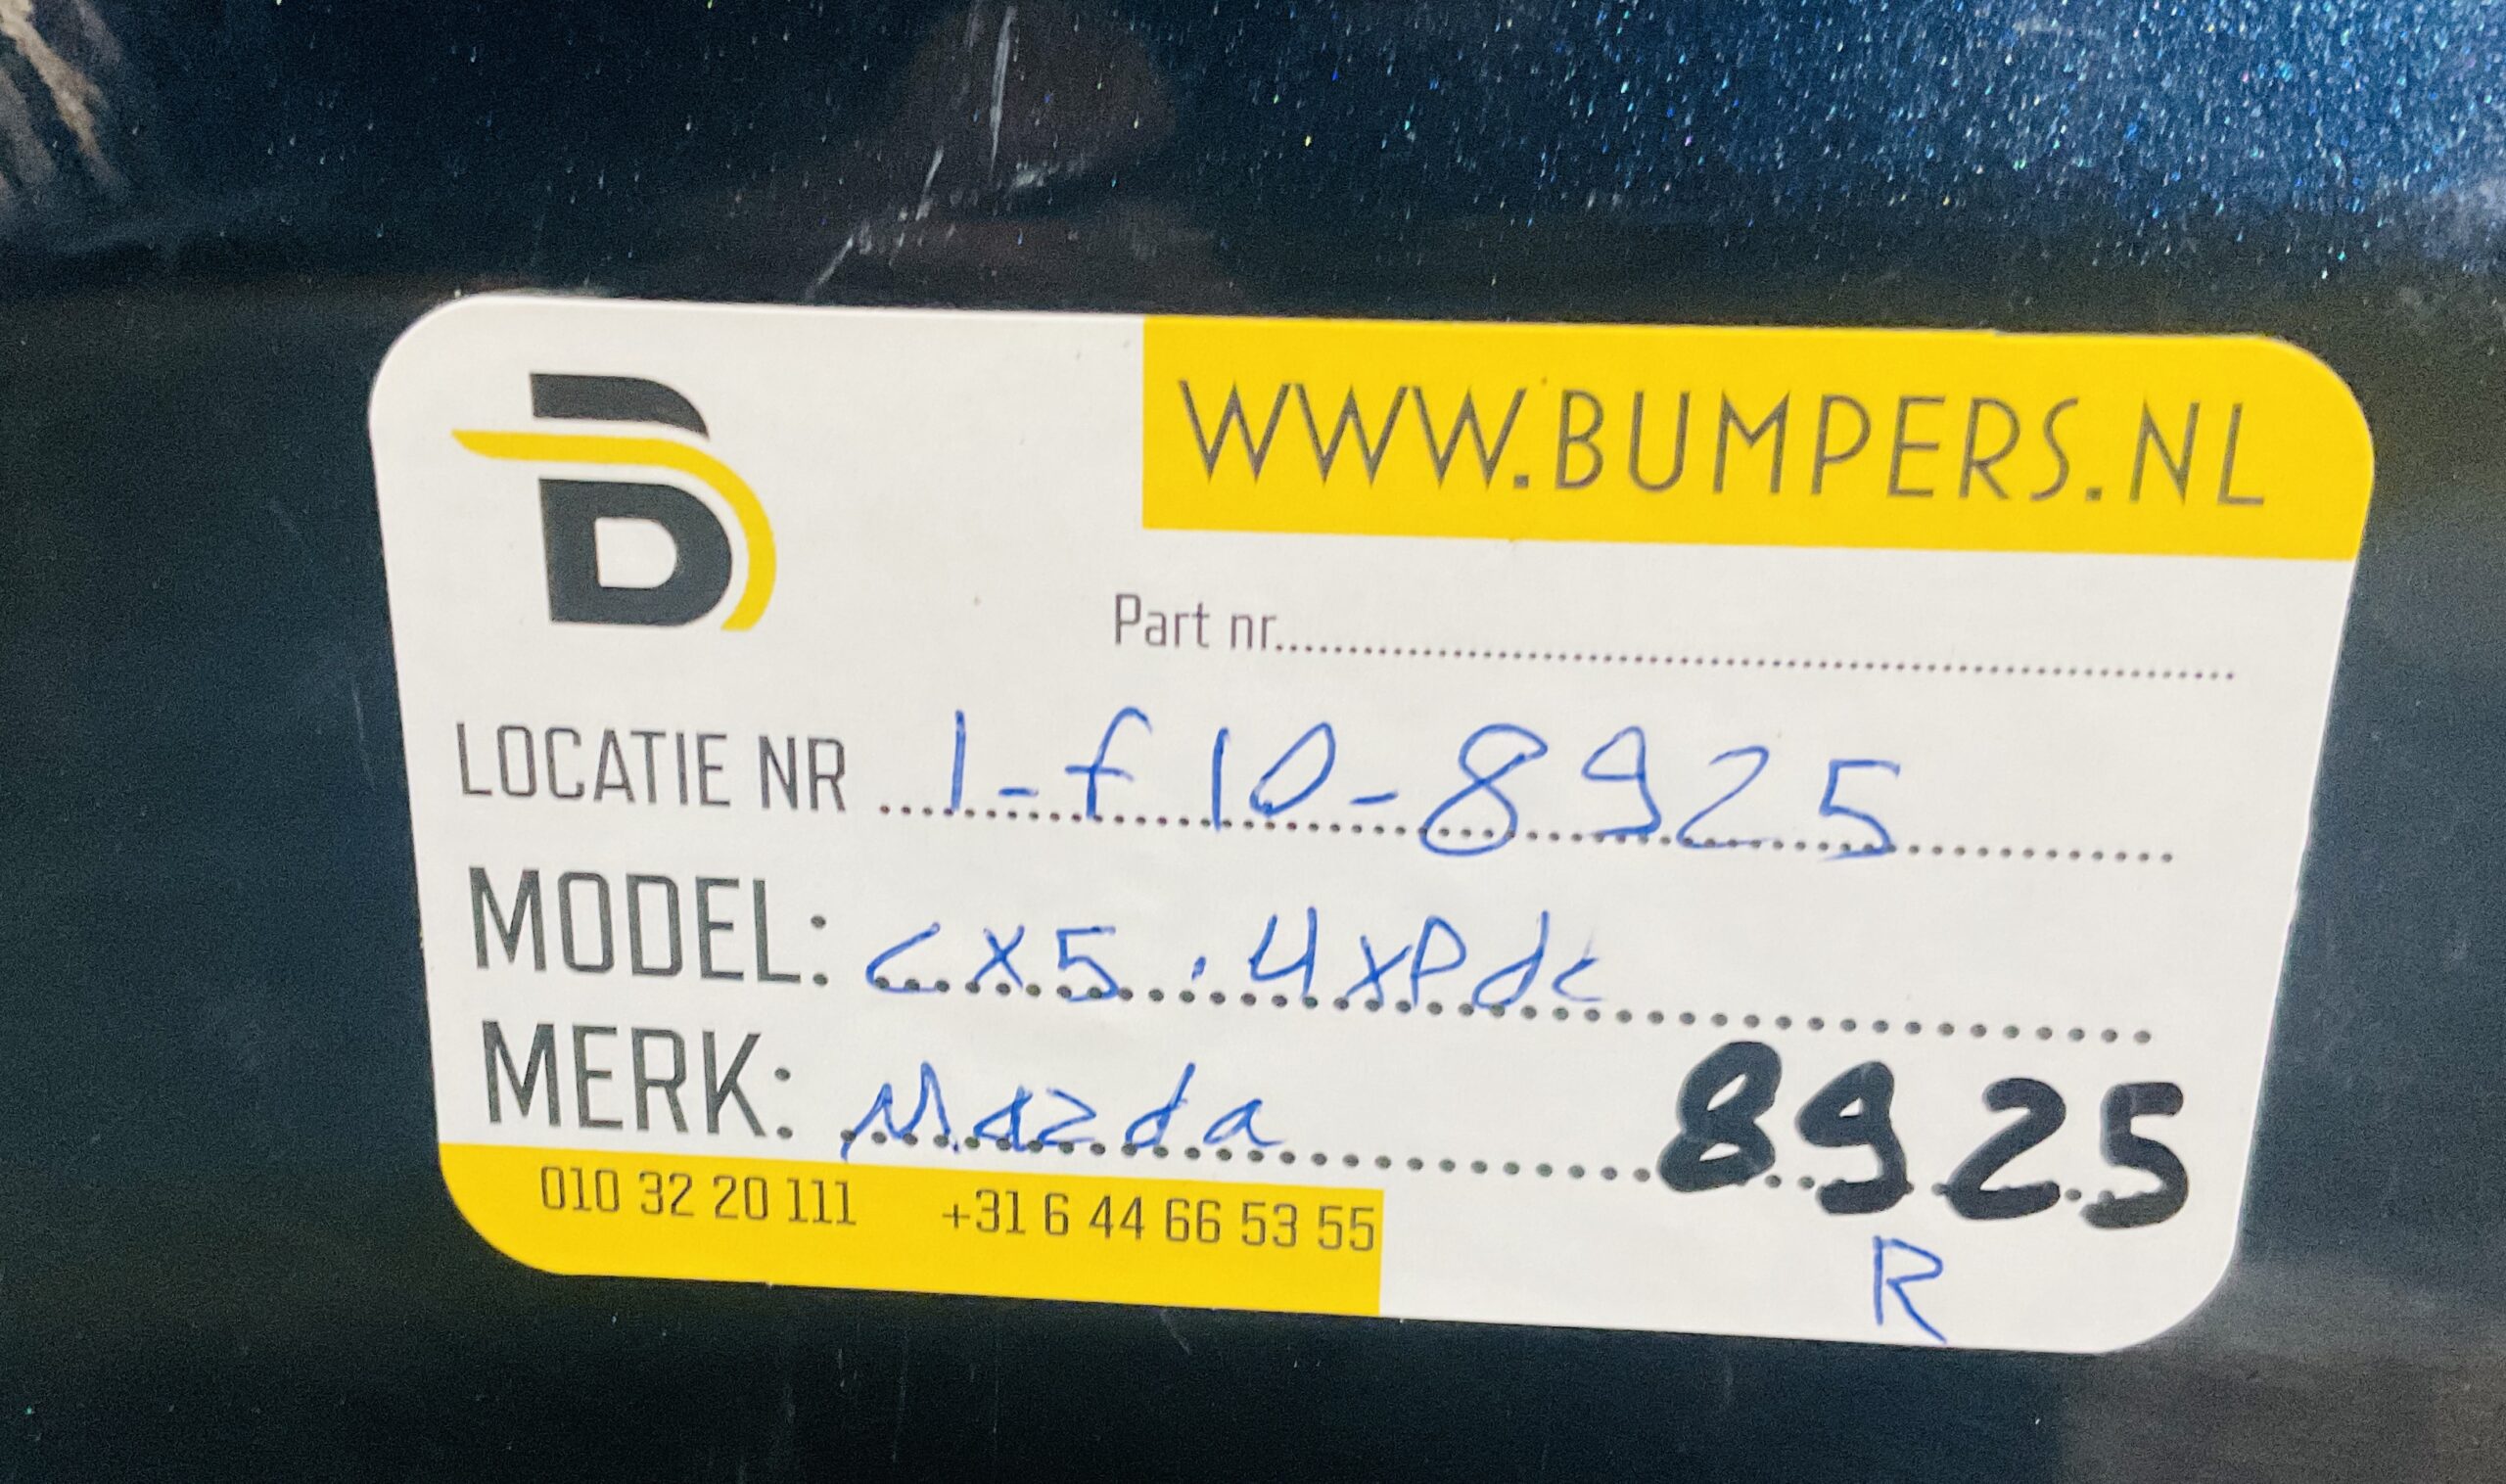 WWW.BUMPERS.NL
Part nr.
LOCATIE NR 1-f10-8925
MODEL: CX5 . 4xPdc
MERK: Mazda 8925
010 32 20 111 +31 6 44 66 53 55
R